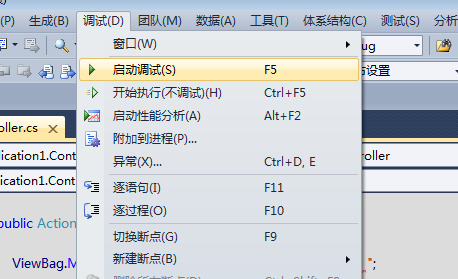 (P) 生成(B) 调试(D) 团队(M) 数据(A) 工具(T) 体系结构(C) 测试(S) 分析
窗口(W)
启动调试(S) F5
开始执行(不调试)(H) Ctrl+F5
启动性能分析(A) Alt+F2
附加到进程(P)...
异常(X)... Ctrl+D, E
逐语句(I) F11
逐过程(O) F10
切换断点(G) F9
新建断点(B)
ug
设置
oller.cs
lication1.Cont
roller
lication1.Cont
public Action
ViewBag.M
";